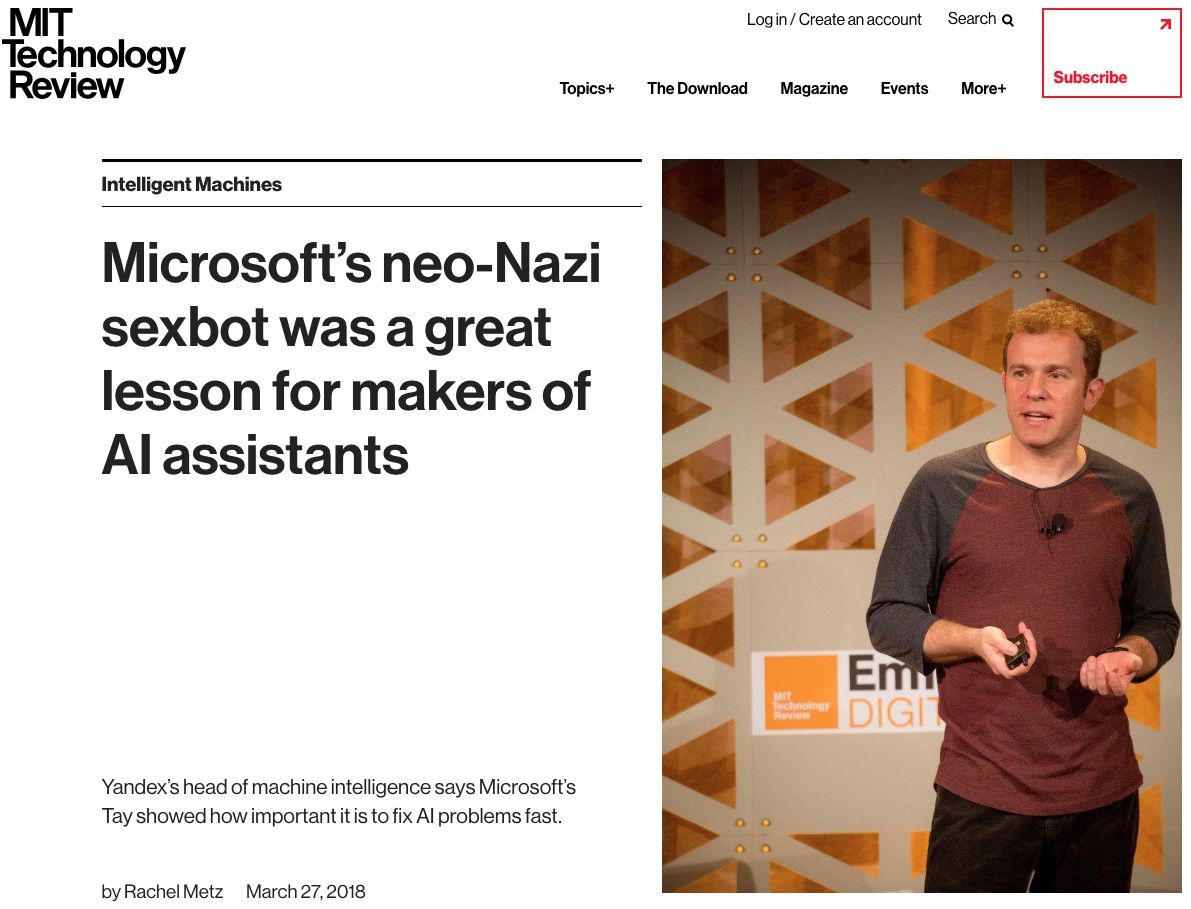 MIT
Technology
Review
Log in / Create an account
Search
Subscribe
Topics+
The Download
Magazine
Events
More+
Intelligent Machines
Microsoft’s neo-Nazi
sexbot was a great
lesson for makers of
AI assistants
Yandex’s head of machine intelligence says Microsoft’s
Tay showed how important it is to fix AI problems fast.
by Rachel Metz
March 27, 2018
MIT
Technology
Review
Em
DIGIT